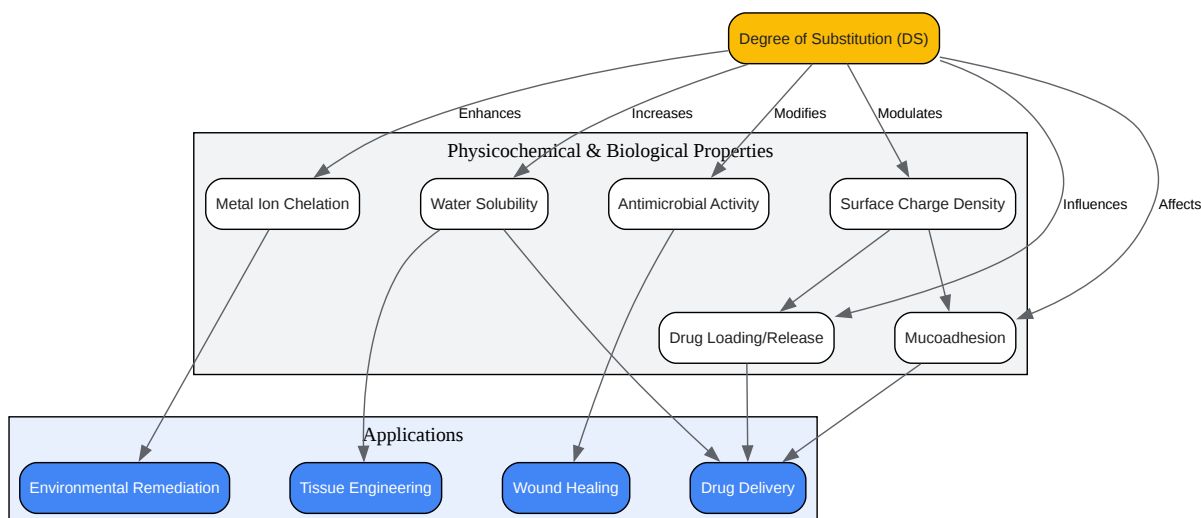 Degree of Substitution (DS)
Enhances
Increases
Modifies
Modulates
Physicochemical & Biological Properties
Metal Ion Chelation
Water Solubility
Antimicrobial Activity
Surface Charge Density
Influences
Affects
Drug Loading/Release
Mucoadhesion
Applications
Environmental Remediation
Tissue Engineering
Wound Healing
Drug Delivery